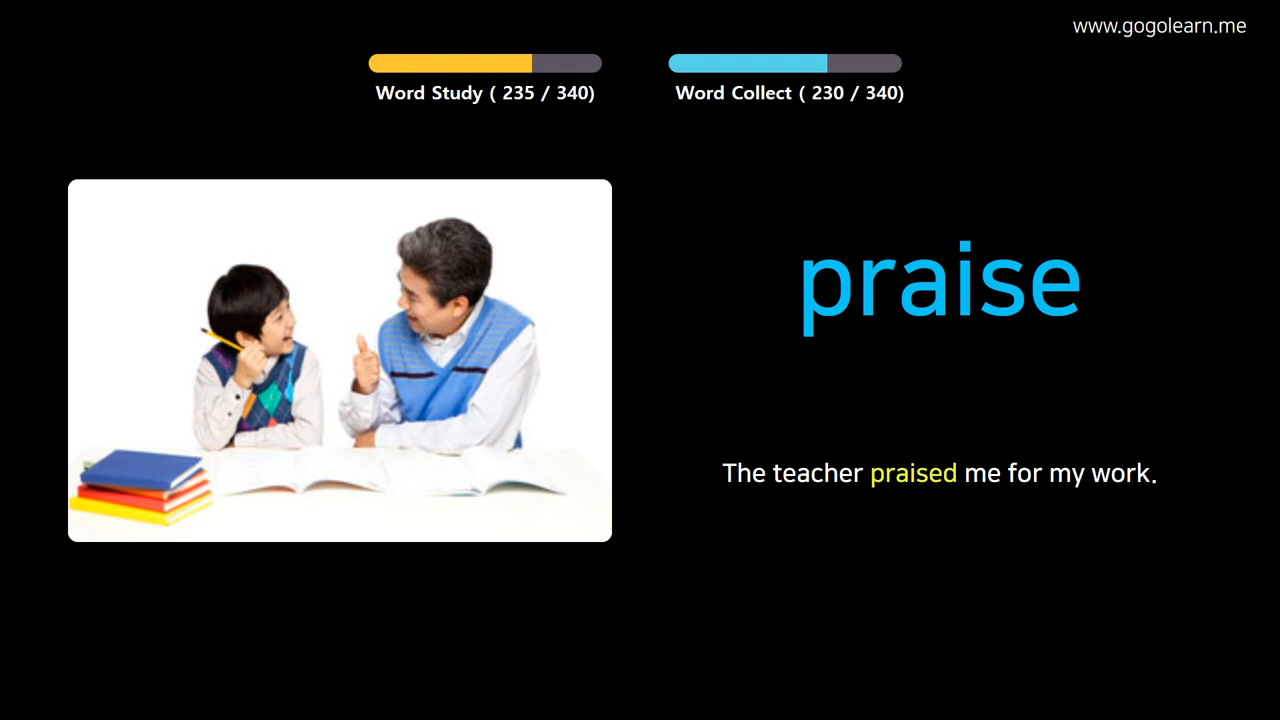 www.gogolearn.me
Word Study ( 235 / 340)
Word Collect ( 230 / 340)
praise
The teacher praised me for my work.